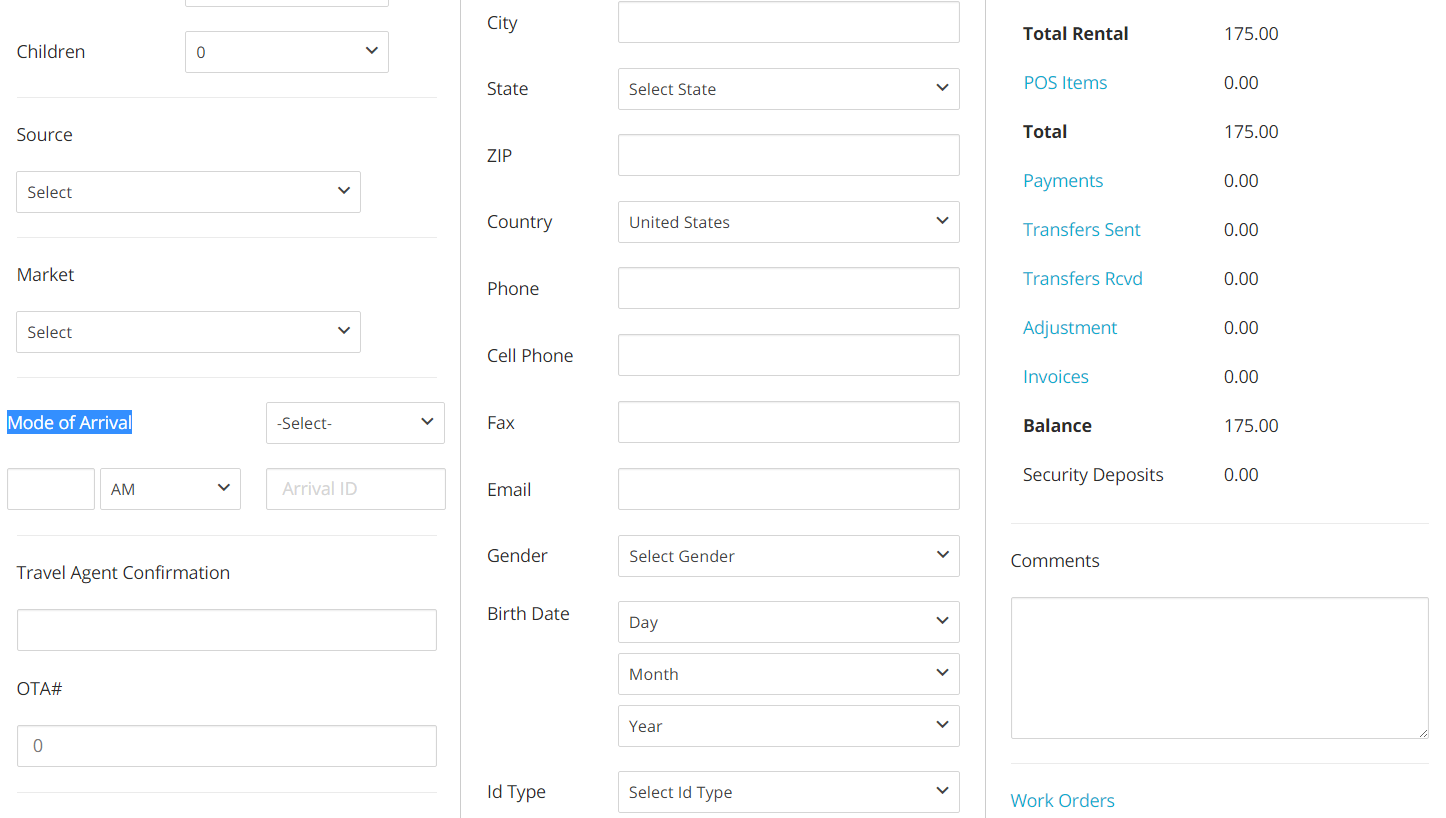 Children
0
Source
Select
Market
Select
Mode of Arrival
-Select-
AM
Arrival ID
Travel Agent Confirmation
OTA#
0
City
State
Select State
ZIP
Country
United States
Phone
Cell Phone
Fax
Email
Gender
Select Gender
Birth Date
Day
Month
Year
Id Type
Select Id Type
Total Rental 175.00
POS Items 0.00
Total 175.00
Payments 0.00
Transfers Sent 0.00
Transfers Rcvd 0.00
Adjustment 0.00
Invoices 0.00
Balance 175.00
Security Deposits 0.00
Comments
Work Orders